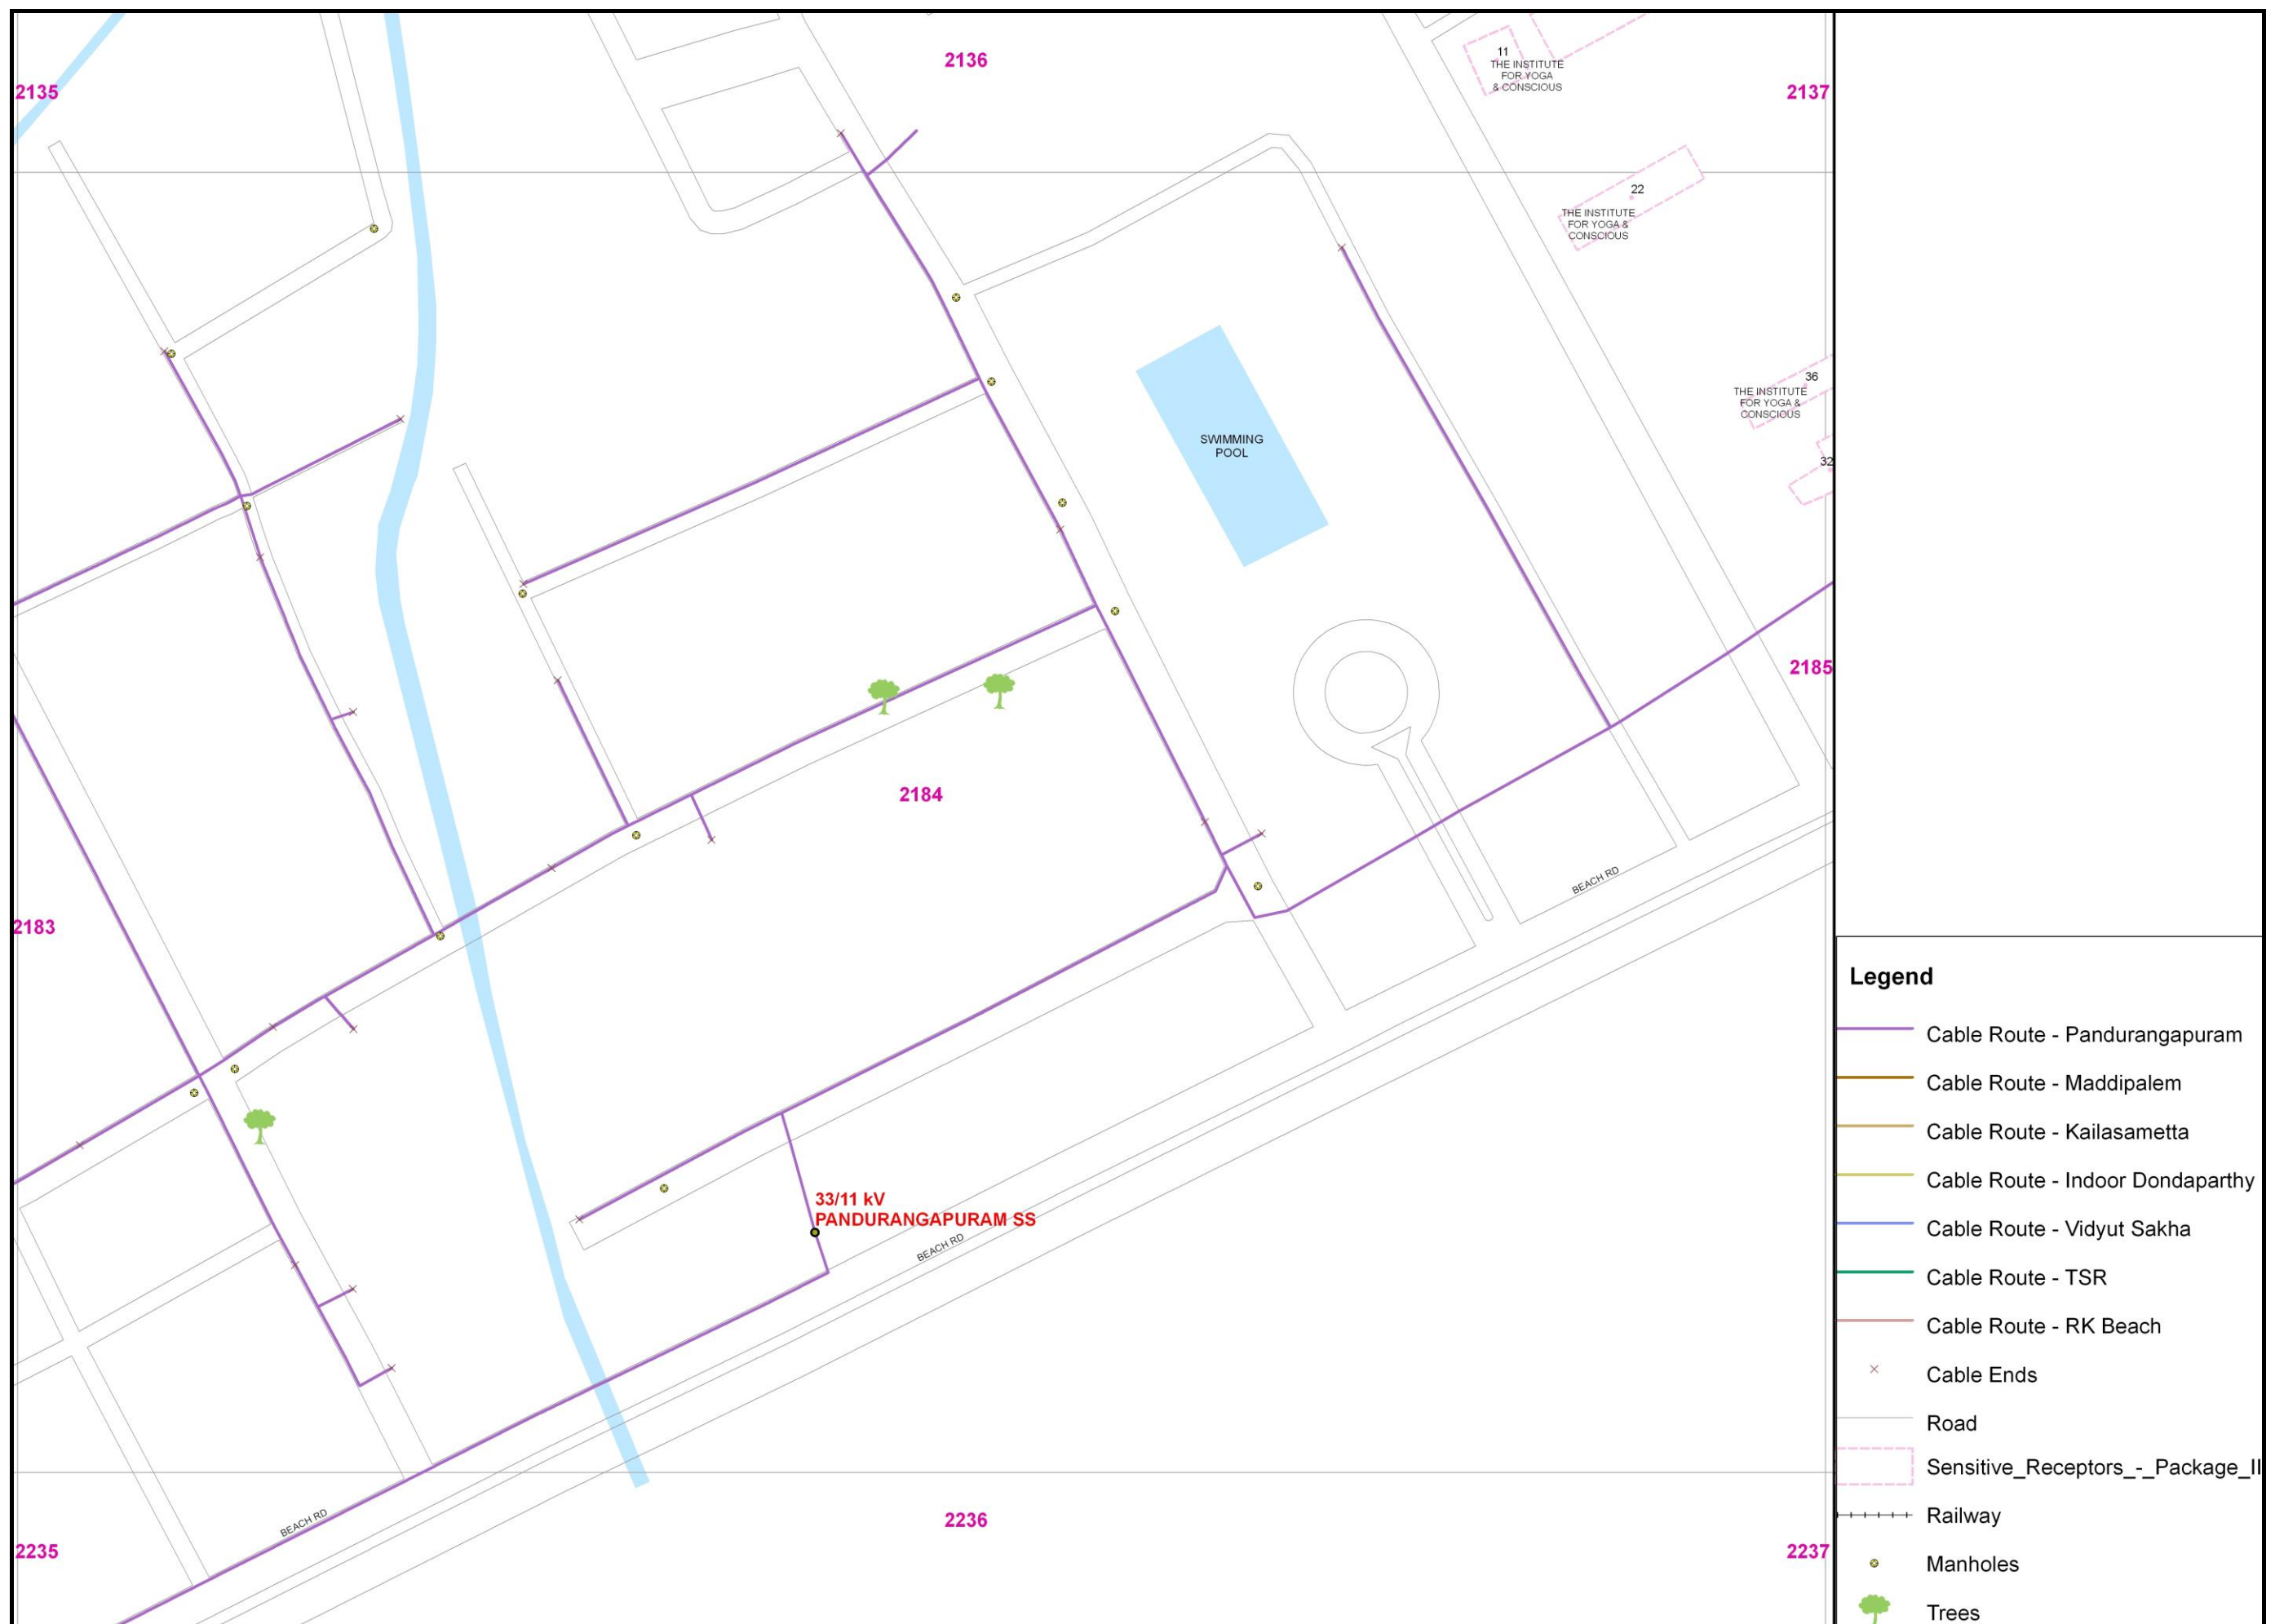 2136
2135
2137
11
THE INSTITUTE
FOR YOGA
& CONSCIOUS
22
THE INSTITUTE
FOR YOGA &
CONSCIOUS
36
THE INSTITUTE
FOR YOGA &
CONSCIOUS
32
SWIMMING
POOL
2185
2184
BEACH RD
2183
33/11 kV
PANDURANGAPURAM SS
BEACH RD
BEACH RD
2236
2235
2237
Legend
Cable Route - Pandurangapuram
Cable Route - Maddipalem
Cable Route - Kailasametta
Cable Route - Indoor Dondaparthy
Cable Route - Vidyut Sakha
Cable Route - TSR
Cable Route - RK Beach
Cable Ends
Road
Sensitive_Receptors_-_Package_II
Railway
Manholes
Trees